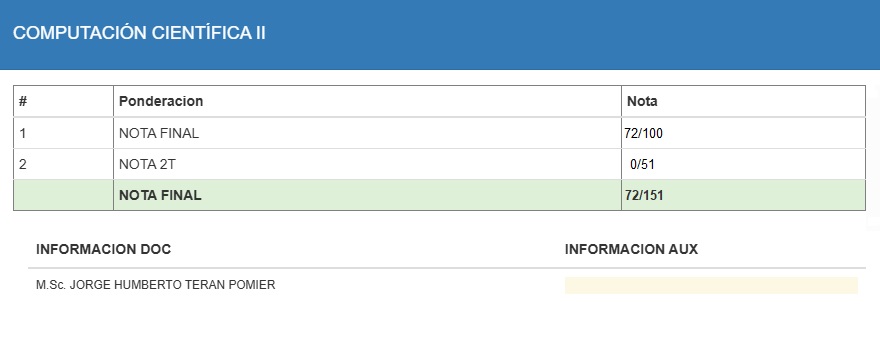 COMPUTACIÓN CIENTÍFICA II
# Ponderacion Nota
1 NOTA FINAL 72/100
2 NOTA 2T 0/51
NOTA FINAL 72/151
INFORMACION DOC INFORMACION AUX
M.Sc. JORGE HUMBERTO TERAN POMIER